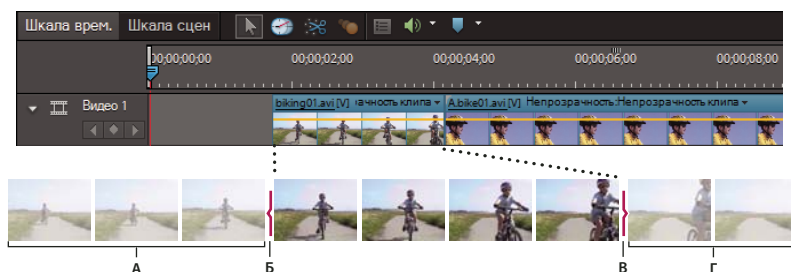 Шкала врем. Шкала сцен
00;00;00;00 00;00;02;00 00;00;04;00 00;00;06;00 00;00;08;00
Видео 1
biking01.avi [V] ачность клипа A.bike01.avi [V] Непрозрачность:Непрозрачность клипа
А Б В Г